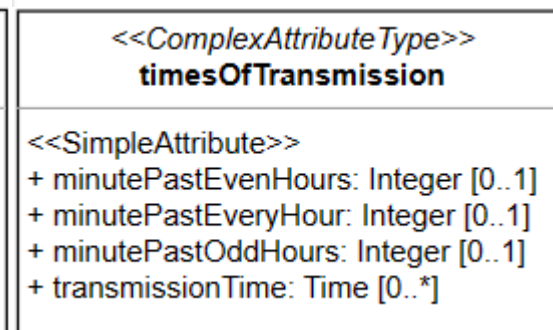 <<ComplexAttributeType>>
timesOfTransmission
<<SimpleAttribute>>
+ minutePastEvenHours: Integer [0..1]
+ minutePastEveryHour: Integer [0..1]
+ minutePastOddHours: Integer [0..1]
+ transmissionTime: Time [0..*]